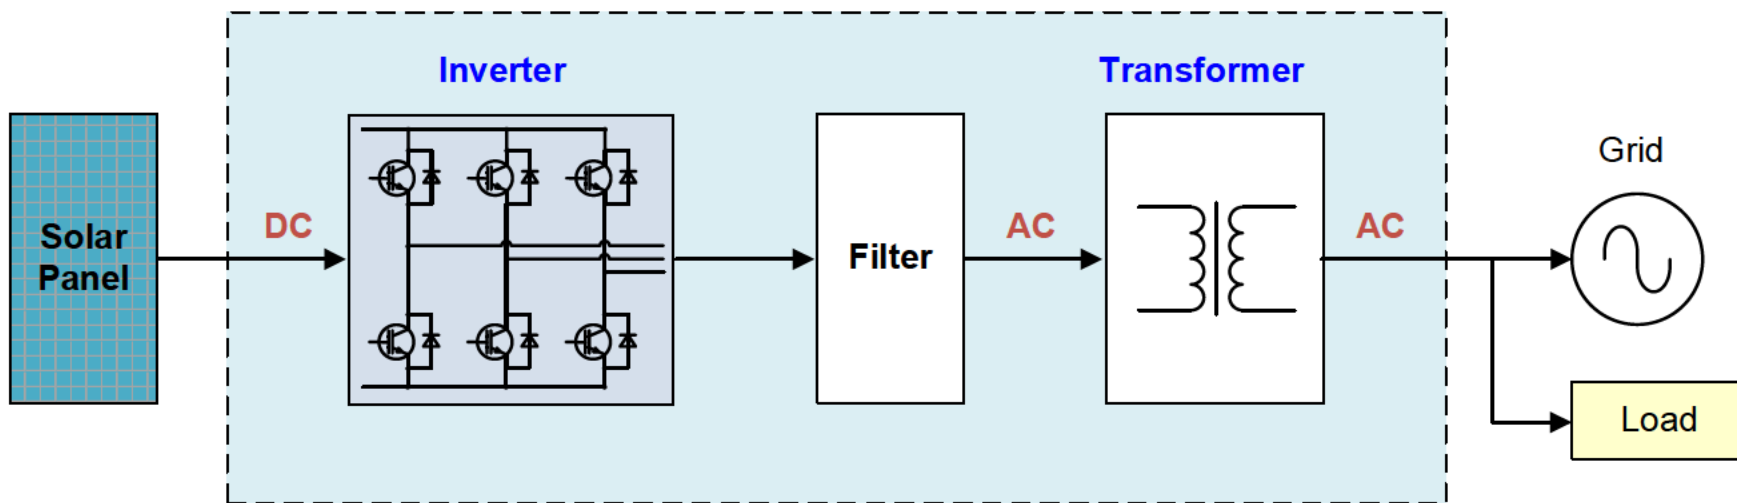 Inverter
Transformer
Grid
Solar
Panel
DC
Filter
AC
AC
Load